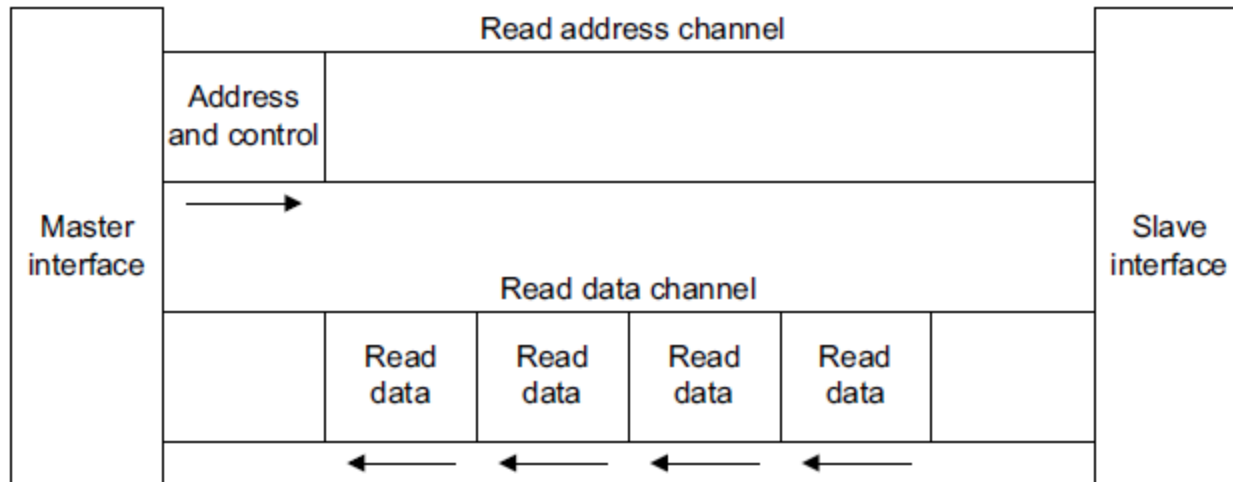 Read address channel
Address
and control
Master
interface
Slave
interface
Read data channel
Read
data
Read
data
Read
data
Read
data